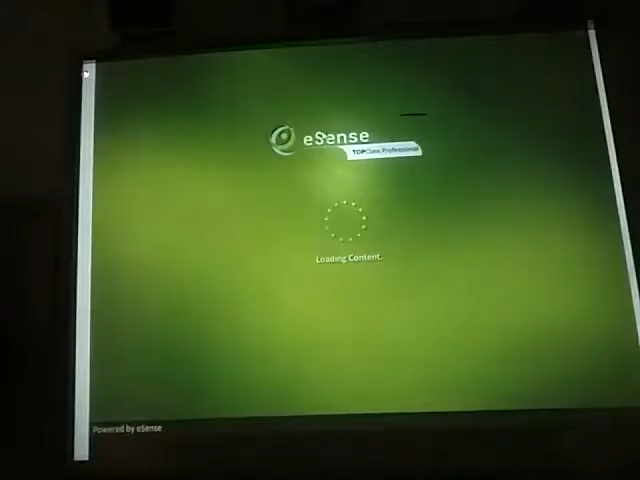 eSense
TOPClass Professional
Loading Content.
Powered by eSense